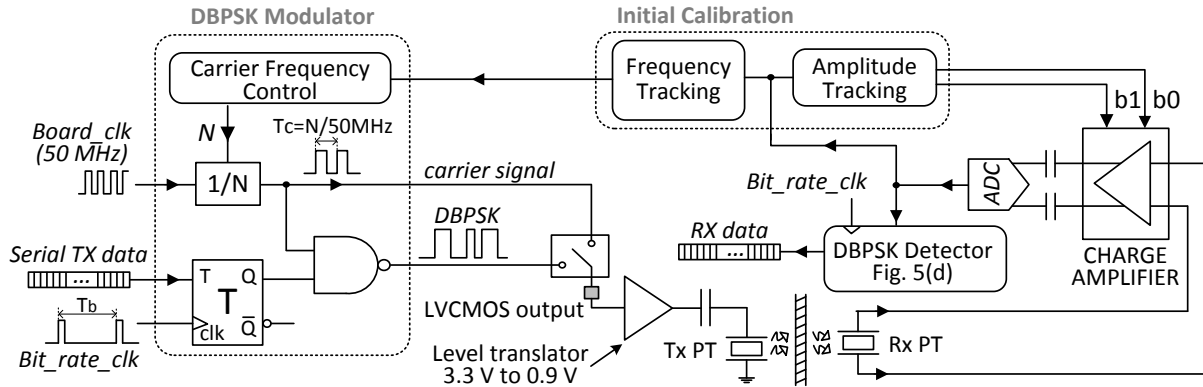 DBPSK Modulator
Initial Calibration
Carrier Frequency
Control
Frequency
Tracking
Amplitude
Tracking
b1
b0
Board_clk
(50 MHz)
N
Tc=N/50MHz
1/N
carrier signal
Bit_rate_clk
ADC
DBPSK
RX data
DBPSK Detector
Fig. 5(d)
CHARGE
AMPLIFIER
Serial TX data
...
...
T
Q
T
Tb
clk
Q
Bit_rate_clk
LVCMOS output
Level translator
3.3 V to 0.9 V
Tx PT
Rx PT